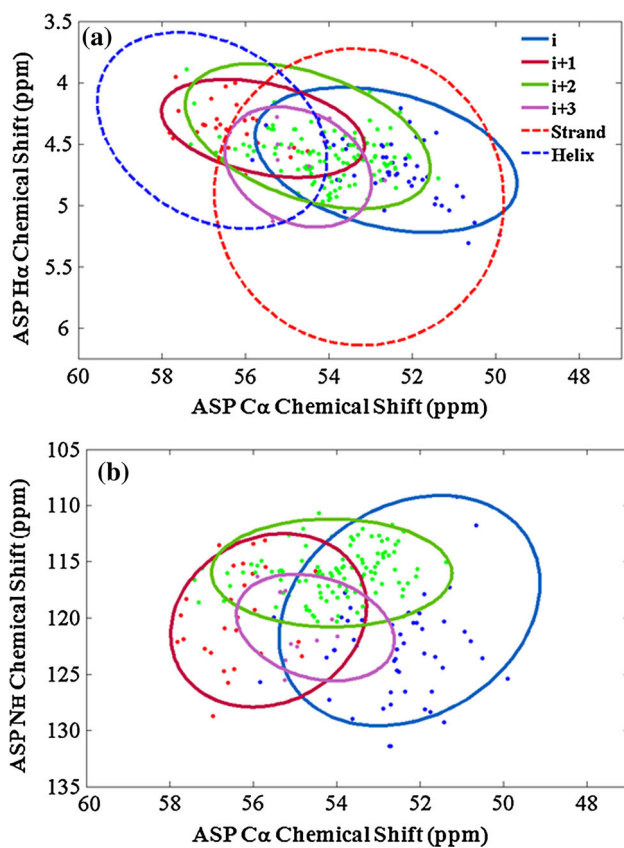 (a)
3.5
4
4.5
5
5.5
6
ASP Hα Chemical Shift (ppm)
i
i+1
i+2
i+3
Strand
Helix
60 58 56 54 52 50 48
ASP Cα Chemical Shift (ppm)
(b)
105
110
115
120
125
130
135
ASP NH Chemical Shift (ppm)
60 58 56 54 52 50 48
ASP Cα Chemical Shift (ppm)